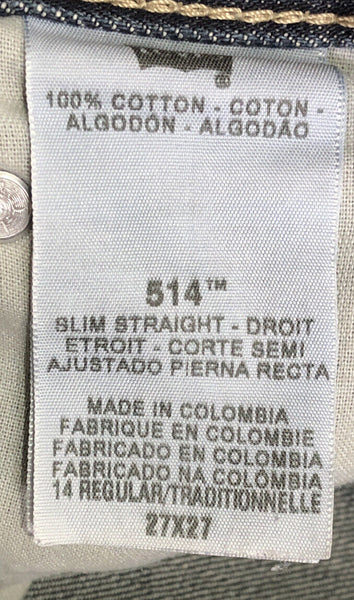 ®
100% COTTON - COTON -
ALGODÓN - ALGODÃO
514™
SLIM STRAIGHT - DROIT
ETROIT - CORTE SEMI
AJUSTADO PIERNA RECTA
MADE IN COLOMBIA
FABRIQUE EN COLOMBIE
FABRICADO EN COLOMBIA
FABRICADO NA COLÔMBIA
14 REGULAR/TRADITIONNELLE
27X27